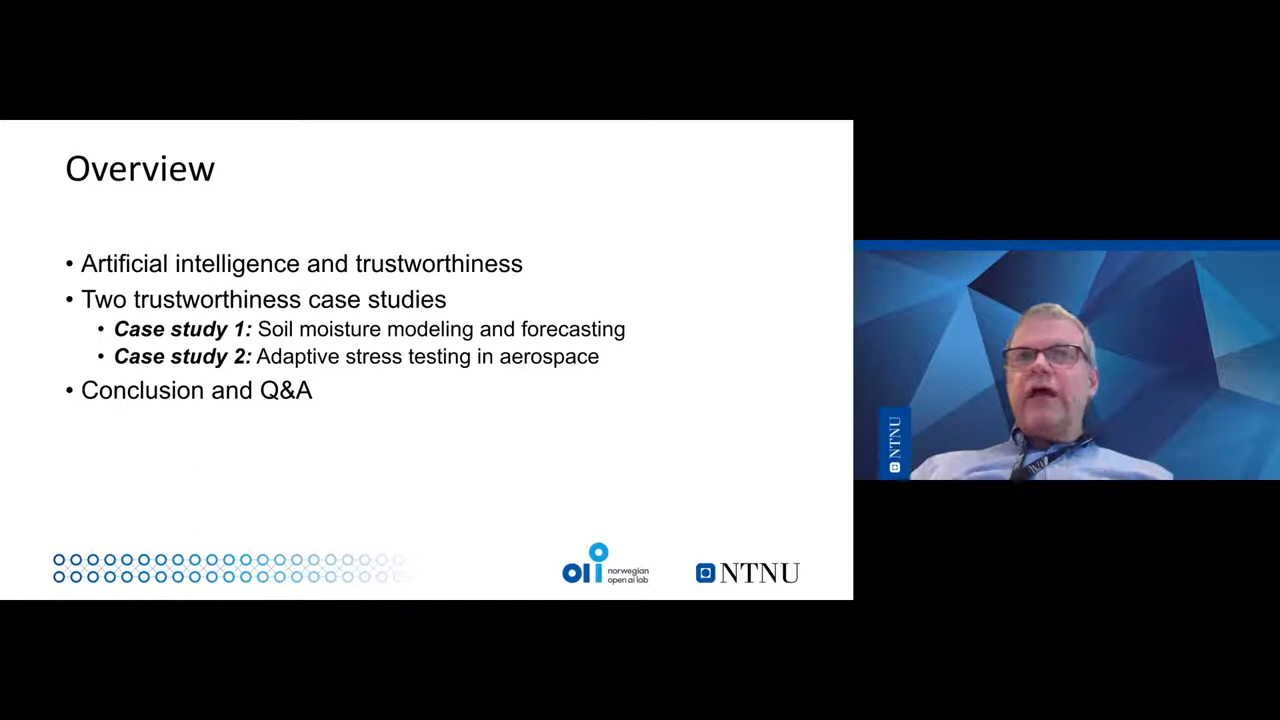 Overview
• Artificial intelligence and trustworthiness
• Two trustworthiness case studies
• Case study 1: Soil moisture modeling and forecasting
• Case study 2: Adaptive stress testing in aerospace
• Conclusion and Q&A
norwegian
open ai lab
NTNU
NTNU